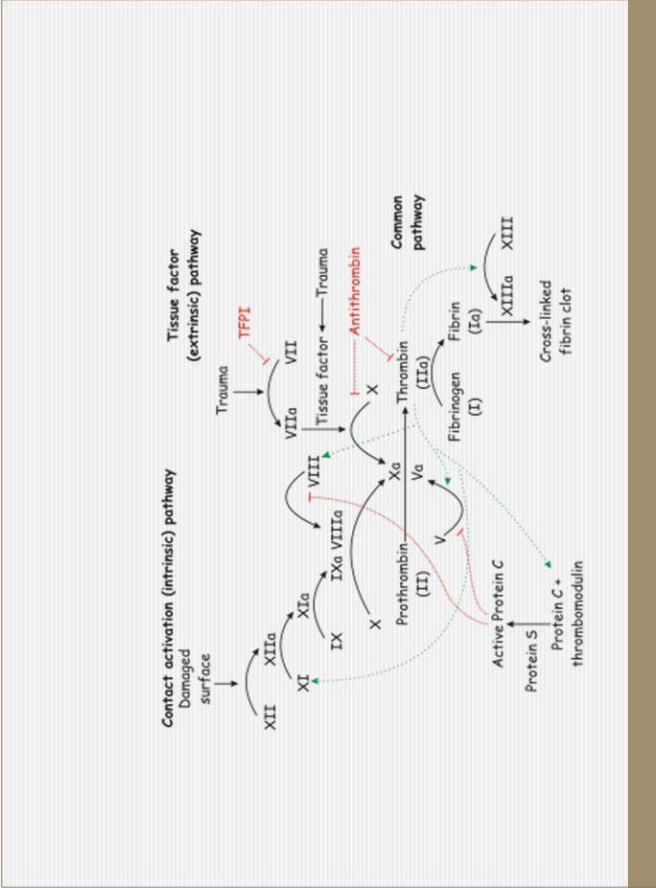 Contact activation (intrinsic) pathway
Damaged
surface
XII
XIIa
XI
XIa
IX
IXa VIIIa
VIII
X
Tissue factor
(extrinsic) pathway
Trauma
TFPI
VIIa
VII
Tissue factor
Trauma
X
Antithrombin
Common
pathway
Xa
Va
V
Prothrombin
(II)
Thrombin
(IIa)
Fibrinogen
(I)
Fibrin
(Ia)
XIIIa
XIII
Cross-linked
fibrin clot
Active Protein C
Protein S
Protein C +
thrombomodulin